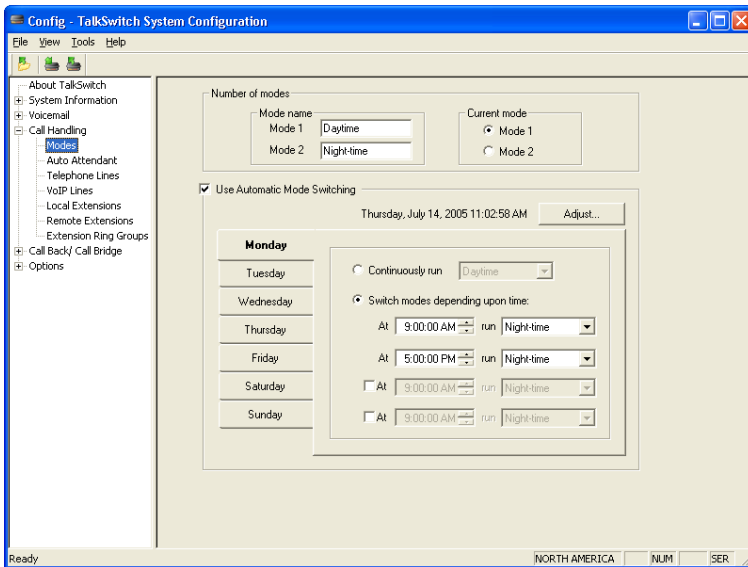 Config - TalkSwitch System Configuration
File View Tools Help
About TalkSwitch
System Information
Voicemail
Call Handling
Modes
Auto Attendant
Telephone Lines
VoIP Lines
Local Extensions
Remote Extensions
Extension Ring Groups
Call Back/ Call Bridge
Options
Number of modes
Mode name
Mode 1 Daytime
Mode 2 Night-time
Current mode
Mode 1
Mode 2
Use Automatic Mode Switching
Thursday, July 14, 2005 11:02:58 AM Adjust...
Monday
Tuesday
Wednesday
Thursday
Friday
Saturday
Sunday
Continuously run Daytime
Switch modes depending upon time:
At 9:00:00 AM run Night-time
At 5:00:00 PM run Night-time
At 9:00:00 AM run Night-time
At 9:00:00 AM run Night-time
Ready NORTH AMERICA NUM SER